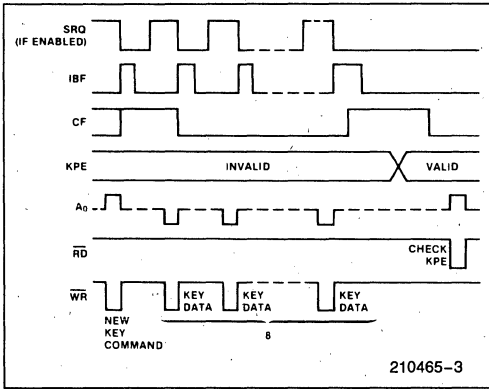 SRQ
(IF ENABLED)
IBF
CF
KPE
INVALID
VALID
A0
RD
CHECK
KPE
WR
KEY
DATA
KEY
DATA
KEY
DATA
NEW
KEY
COMMAND
8
210465-3